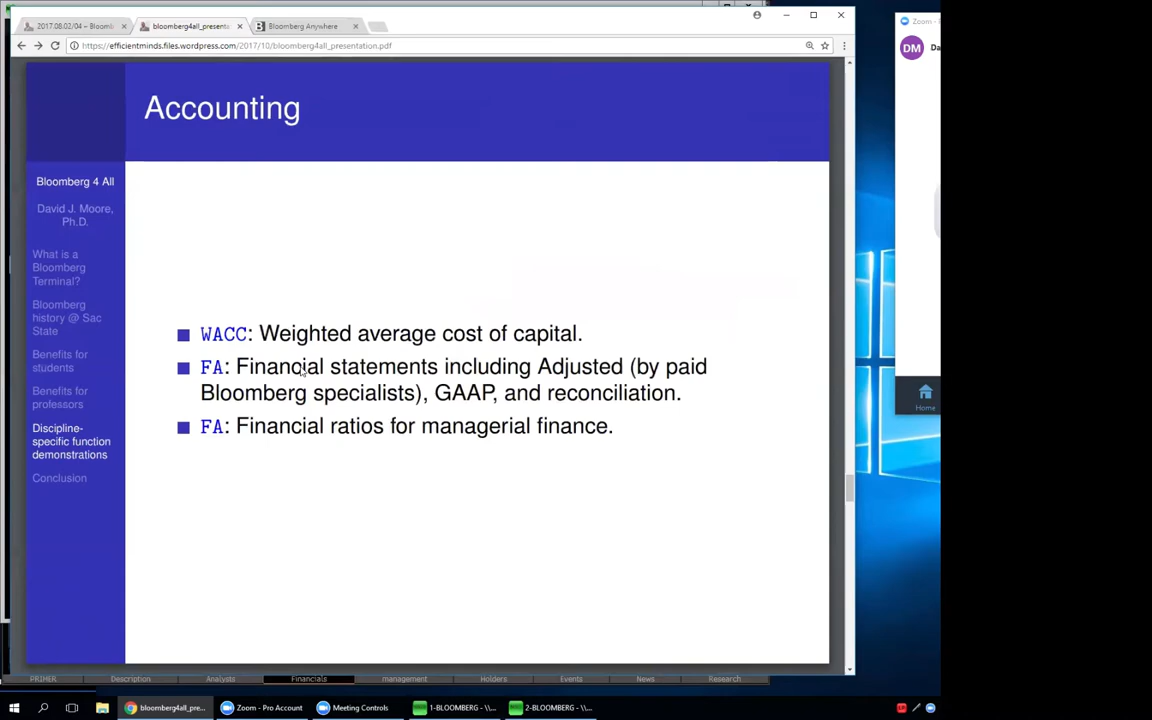 2017.08.02/04 – Bloomb
bloomberg4all_presenta
Bloomberg Anywhere
https://efficientminds.files.wordpress.com/2017/10/bloomberg4all_presentation.pdf
Zoom -
DM
Da
Accounting
Bloomberg 4 All
David J. Moore,
Ph.D.
What is a
Bloomberg
Terminal?
Bloomberg
history @ Sac
State
Benefits for
students
Benefits for
professors
Discipline-
specific function
demonstrations
Conclusion
WACC: Weighted average cost of capital.
FA: Financial statements including Adjusted (by paid
Bloomberg specialists), GAAP, and reconciliation.
FA: Financial ratios for managerial finance.
Home
PRIMER Description Analysts Financials management Holders Events News Research
bloomberg4all_pre... Zoom - Pro Account Meeting Controls 1-BLOOMBERG - \\... 2-BLOOMBERG - \\...